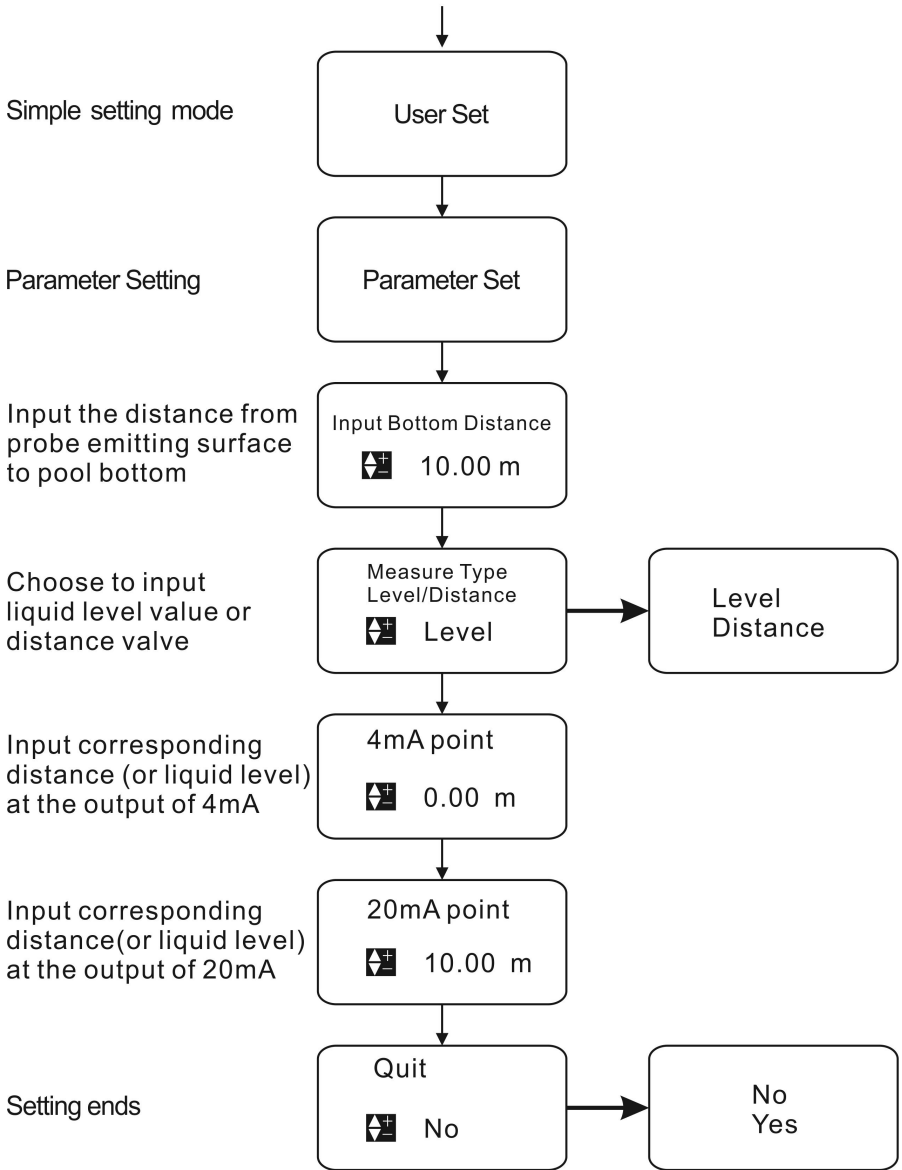 Simple setting mode
User Set
Parameter Setting
Parameter Set
Input the distance from
probe emitting surface
to pool bottom
Input Bottom Distance
10.00 m
Choose to input
liquid level value or
distance valve
Measure Type
Level/Distance
Level
Level
Distance
Input corresponding
distance (or liquid level)
at the output of 4mA
4mA point
0.00 m
Input corresponding
distance(or liquid level)
at the output of 20mA
20mA point
10.00 m
Setting ends
Quit
No
No
Yes